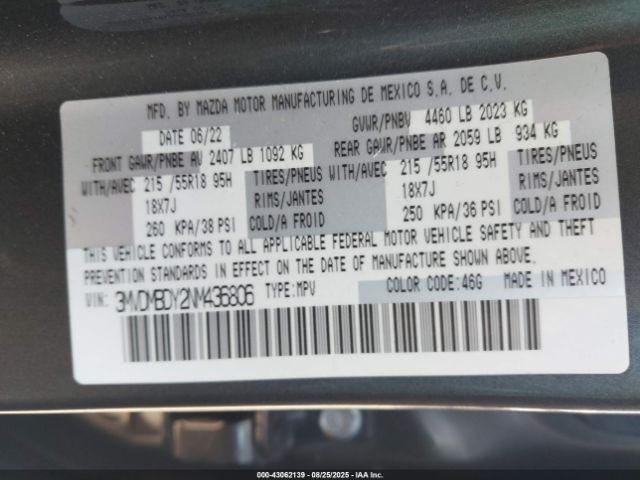 MFD. BY MAZDA MOTOR MANUFACTURING DE MEXICO S.A. DE C.V.
DATE 06/22 GVWR/PNBV 4460 LB 2023 KG
FRONT GAWR/PNBE AV 2407 LB 1092 KG REAR GAWR/PNBE AR 2059 LB 934 KG
WITH/AVEC 215 /55R18 95H TIRES/PNEUS WITH/AVEC 215 /55R18 95H TIRES/PNEUS
18X7J RIMS/JANTES 18X7J RIMS/JANTES
260 KPA/38 PSI COLD/A FROID 250 KPA/36 PSI COLD/A FROID
THIS VEHICLE CONFORMS TO ALL APPLICABLE FEDERAL MOTOR VEHICLE SAFETY AND THEFT
PREVENTION STANDARDS IN EFFECT ON THE DATE OF MANUFACTURE SHOWN ABOVE.
VIN: 3MVDMBDY2NM436806 TYPE: MPV COLOR CODE: 46G MADE IN MEXICO
000-43062139 - 08/25/2025 - IAAI.COM